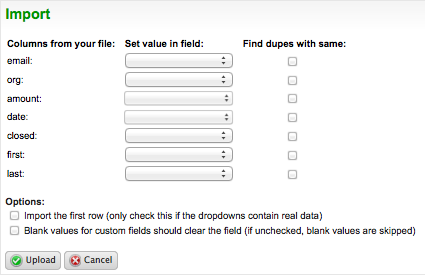 Import
Columns from your file: Set value in field: Find dupes with same:
email:
org:
amount:
date:
closed:
first:
last:
Options:
Import the first row (only check this if the dropdowns contain real data)
Blank values for custom fields should clear the field (if unchecked, blank values are skipped)
Upload Cancel